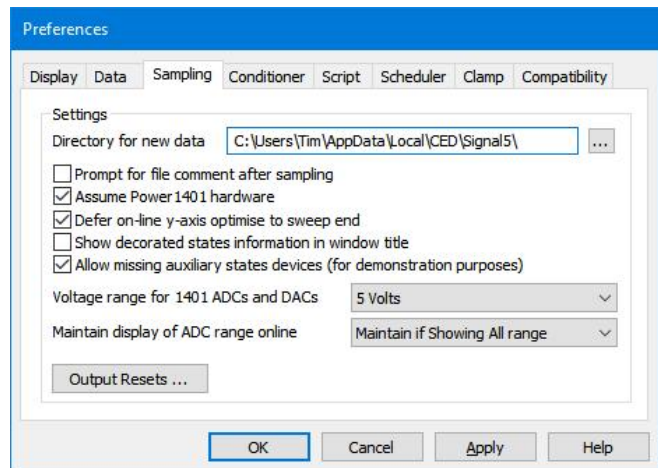 Preferences
Display Data Sampling Conditioner Script Scheduler Clamp Compatibility
Settings
Directory for new data C:\Users\Tim\AppData\Local\CED\Signal5\ ...
Prompt for file comment after sampling
Assume Power1401 hardware
Defer on-line y-axis optimise to sweep end
Show decorated states information in window title
Allow missing auxiliary states devices (for demonstration purposes)
Voltage range for 1401 ADCs and DACs 5 Volts
Maintain display of ADC range online Maintain if Showing All range
Output Resets ...
OK Cancel Apply Help